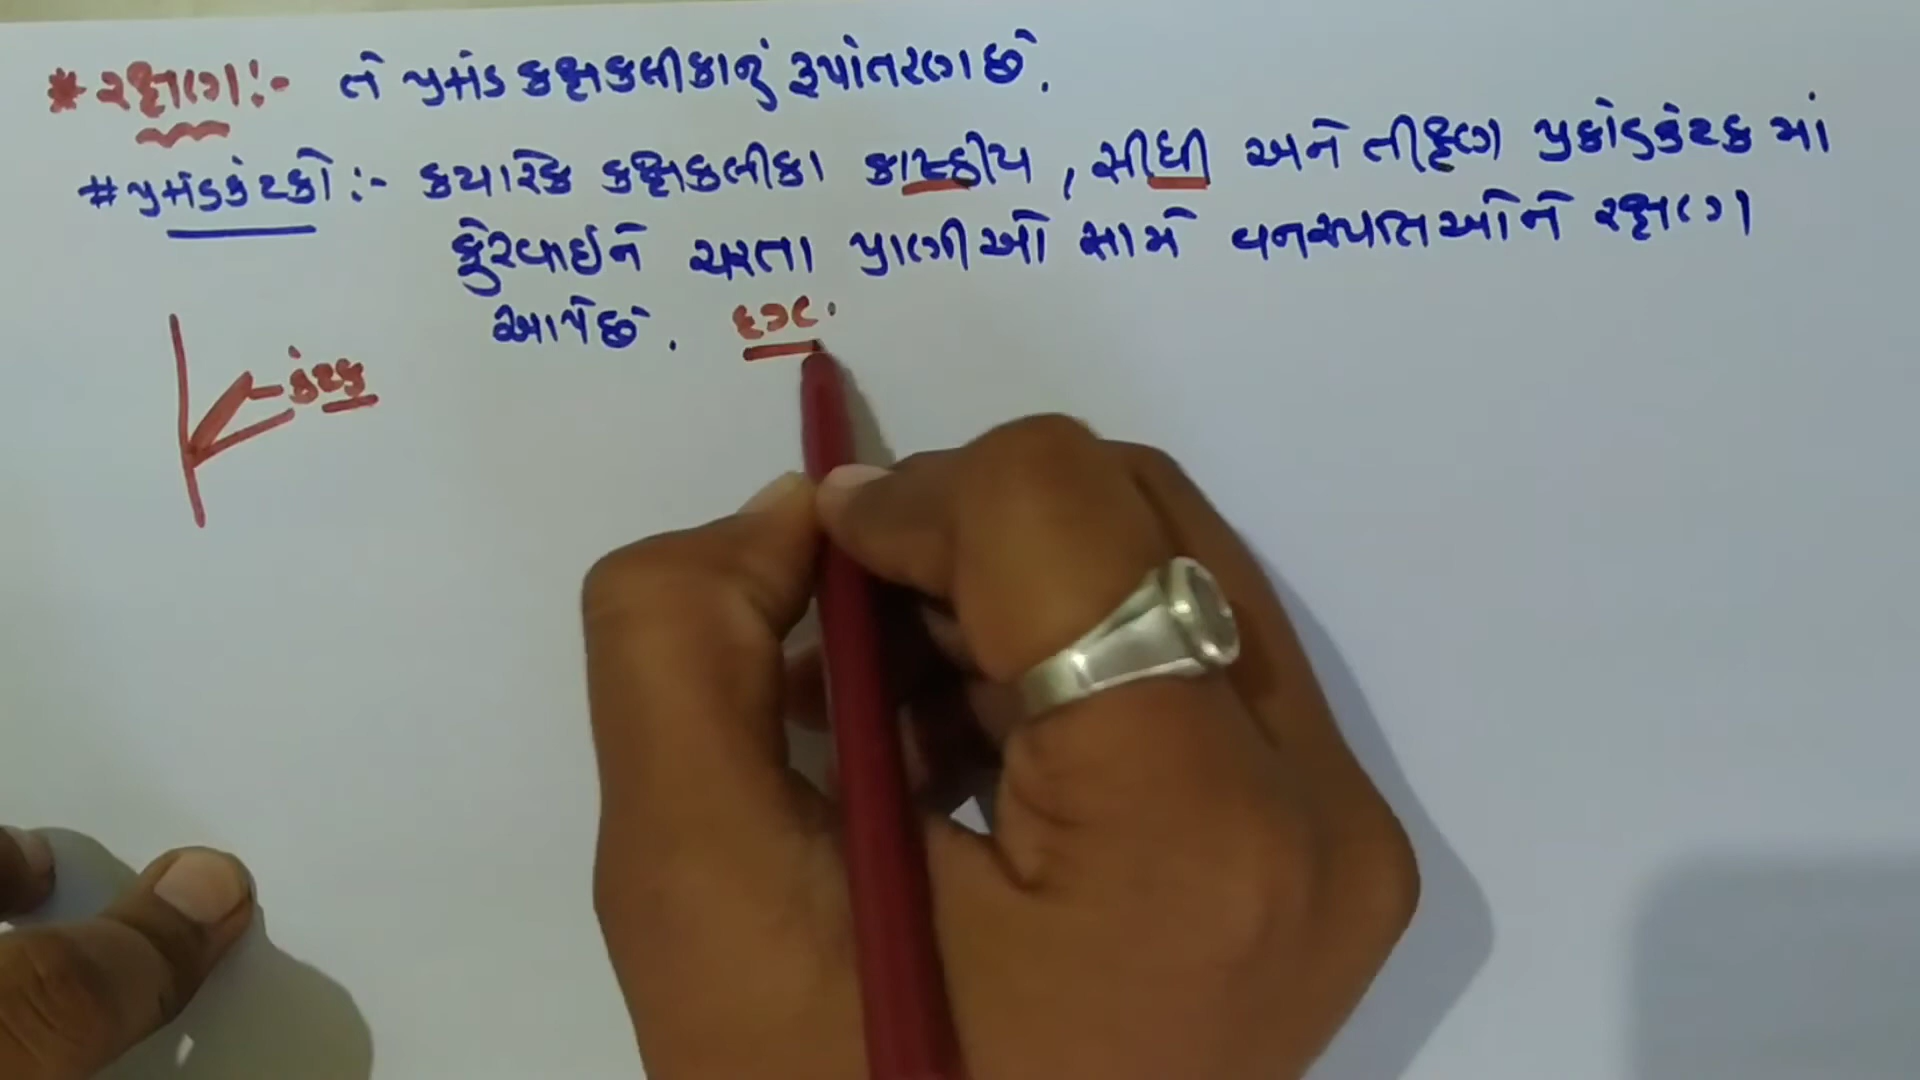 * રક્ષણ :- તે પ્રકાંડ કક્ષકલીકાનું રૂપાંતરણ છે.
# પ્રકાંડકંટકો :- કયારેક કક્ષકલીકા કાષ્ઠીય , સીધી અને તીક્ષ્ણ પ્રકાંડકંટક માં
ફેરવાઈને ચરતા પ્રાણીઓ સામે વનસ્પતિઓને રક્ષણ
આપે છે. દા.ત.
કંટક